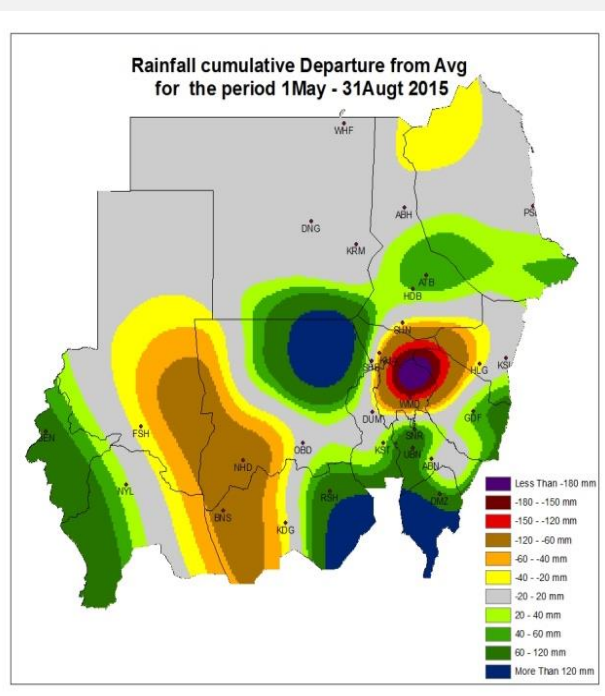 Rainfall cumulative Departure from Avg
for the period 1May - 31Augt 2015
WHF
ABH
DNG
KRM
ATB
HDB
SHN
HLG
WMD
DUM
GDF
SNR
KST
UBN
ABN
OBD
FSH
NHD
NYL
RSH
DMZ
BNS
KDG
Less Than -180 mm
-180 - -150 mm
-150 - -120 mm
-120 - -60 mm
-60 - -40 mm
-40 - -20 mm
-20 - 20 mm
20 - 40 mm
40 - 60 mm
60 - 120 mm
More Than 120 mm